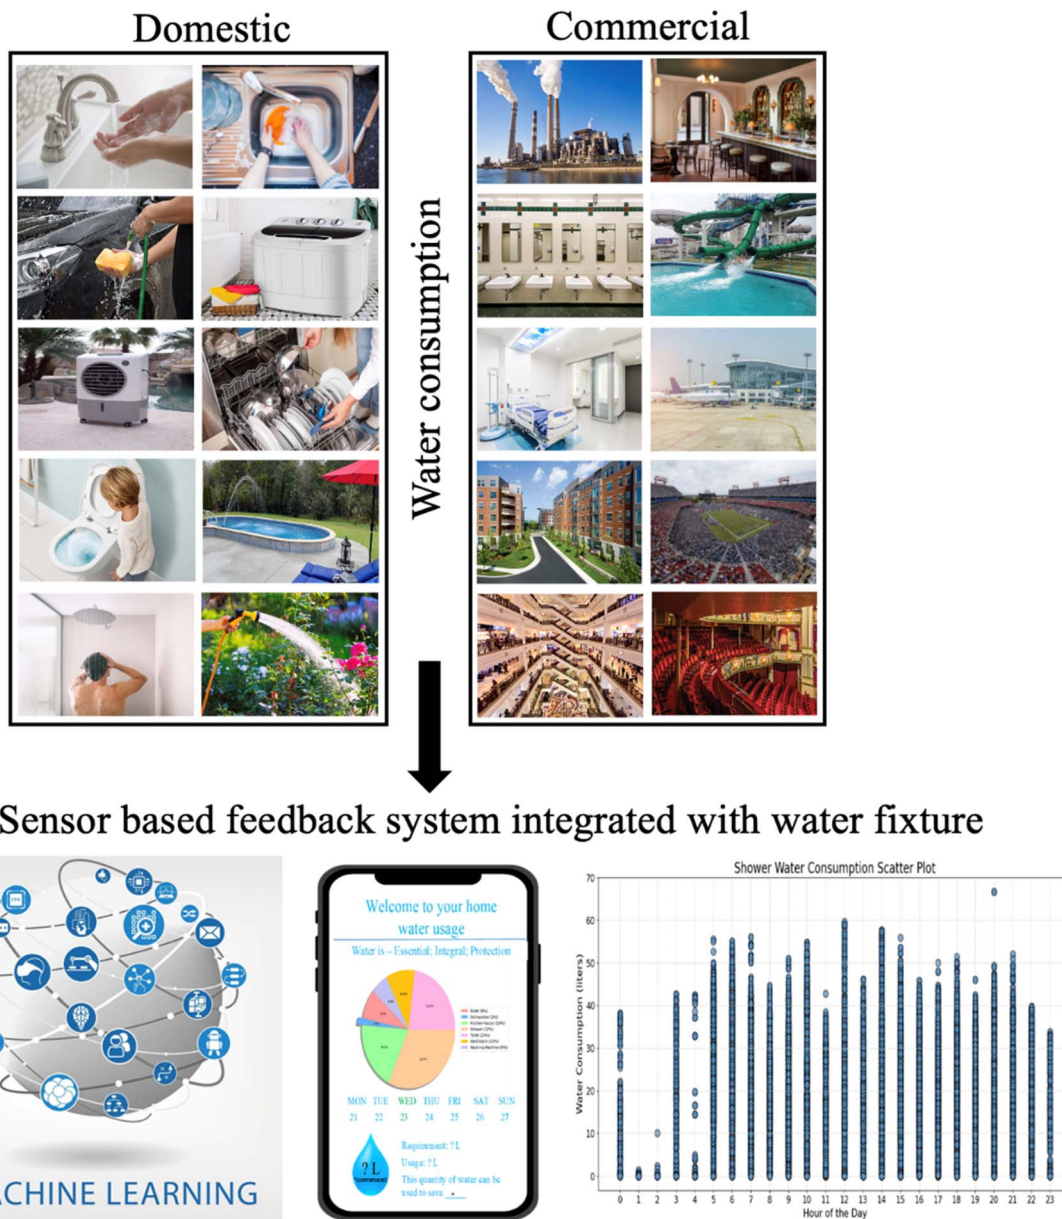 Domestic
Commercial
Water consumption
Sensor based feedback system integrated with water fixture
ACHINE LEARNING
Welcome to your home
water usage
Water is – Essential; Integral; Protection
MON TUE WED THU FRI SAT SUN
21 22 23 24 25 26 27
? L
*comment
Requirement: ? L
Usage: ? L
This quantity of water can be
used to save ____
Shower Water Consumption Scatter Plot
Water Consumption (liters)
70
60
50
40
30
20
10
0
0 1 2 3 4 5 6 7 8 9 10 11 12 13 14 15 16 17 18 19 20 21 22 23
Hour of the Day